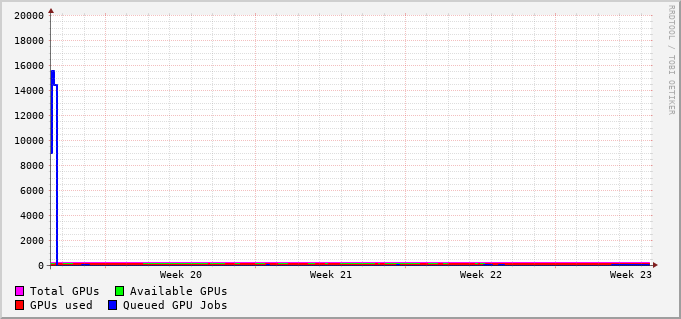 20000
18000
16000
14000
12000
10000
8000
6000
4000
2000
0
Week 20 Week 21 Week 22 Week 23
Total GPUs Available GPUs
GPUs used Queued GPU Jobs
RRDTOOL / TOBI OETIKER